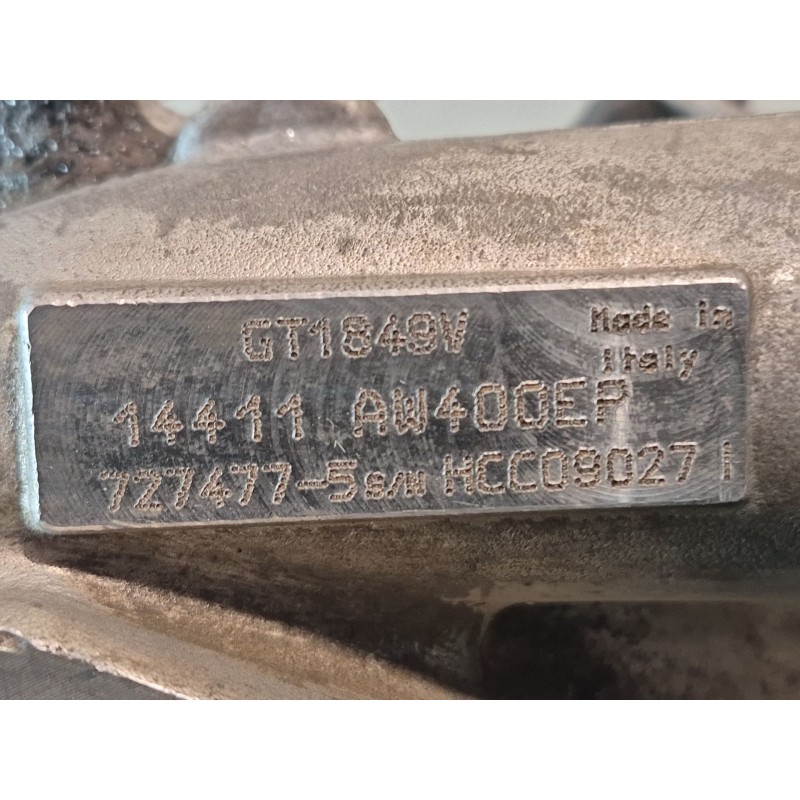 GT1849V
Made in
Italy
14411 AW400EP
727477-5 S/N HCC09027 I